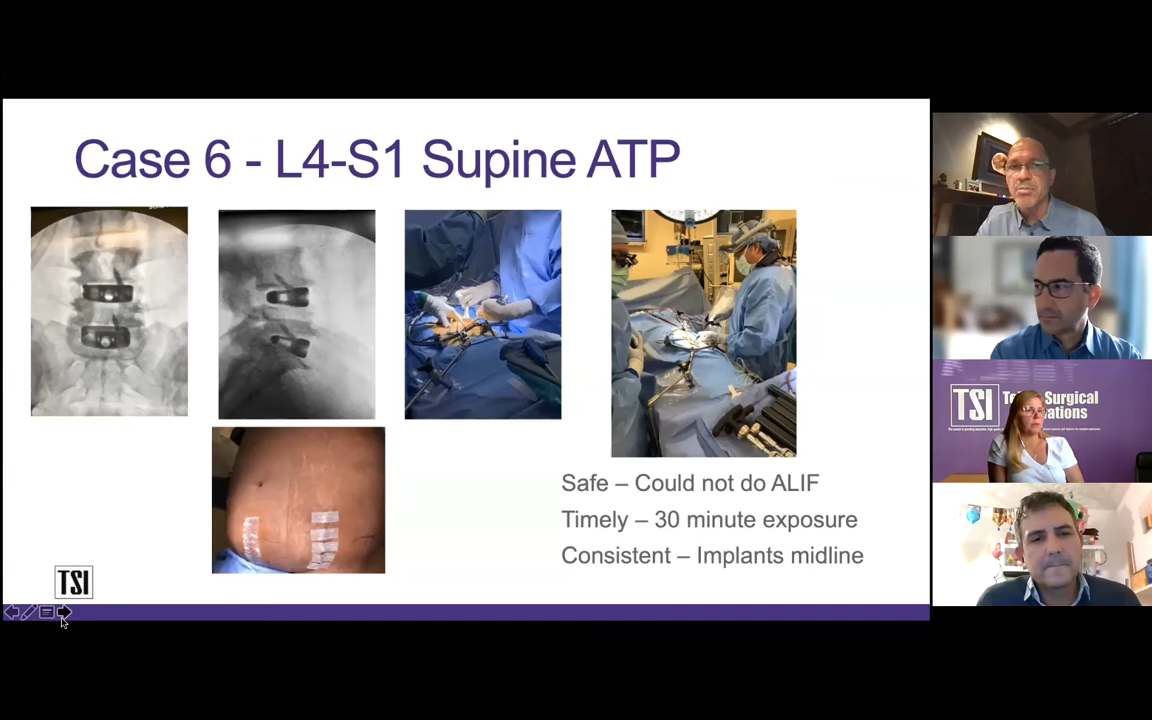 Case 6 - L4-S1 Supine ATP
Safe – Could not do ALIF
Timely – 30 minute exposure
Consistent – Implants midline
TSI
TSI
Surgical